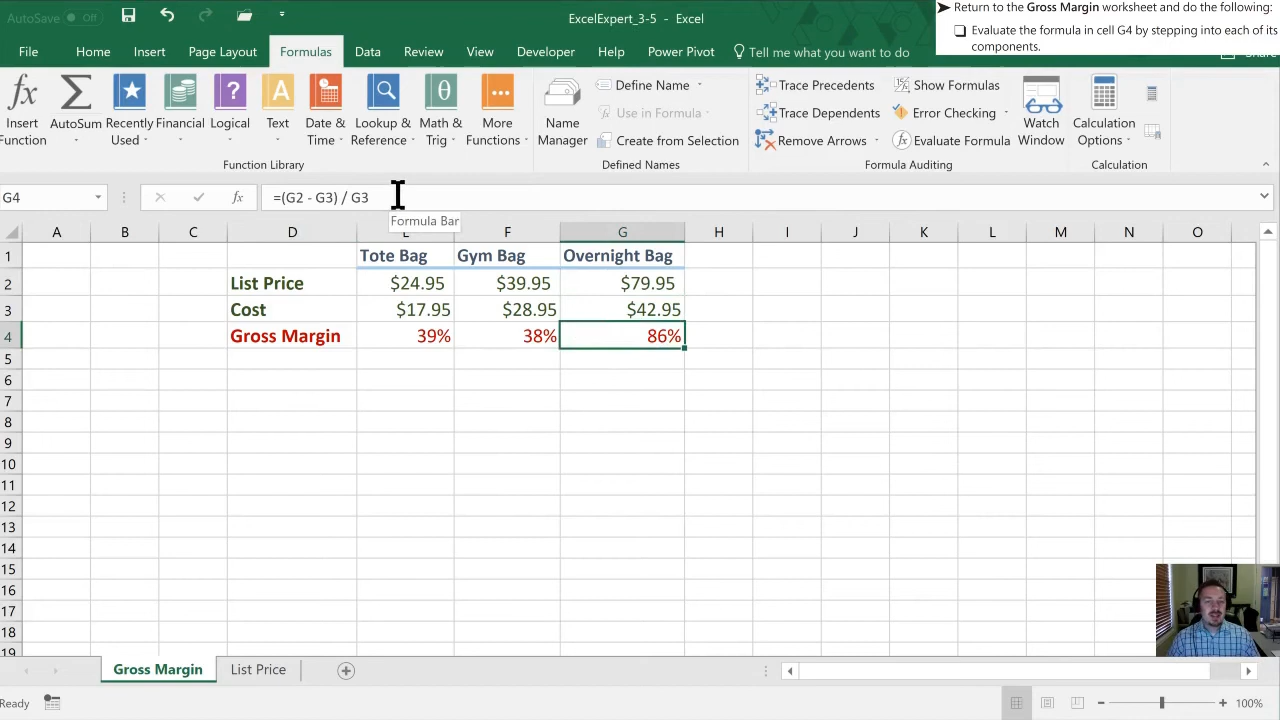 AutoSave Off
ExcelExpert_3-5 - Excel
Return to the Gross Margin worksheet and do the following:
Evaluate the formula in cell G4 by stepping into each of its
components.
File Home Insert Page Layout Formulas Data Review View Developer Help Power Pivot Tell me what you want to do Share
Insert Function
AutoSum
Recently Used
Financial
Logical
Text
Date & Time
Lookup & Reference
Math & Trig
More Functions
Function Library
Name Manager
Define Name
Use in Formula
Create from Selection
Defined Names
Trace Precedents
Trace Dependents
Remove Arrows
Show Formulas
Error Checking
Evaluate Formula
Watch Window
Formula Auditing
Calculation Options
Calculation
G4 fx =(G2 - G3) / G3
Formula Bar
A B C D E F G H I J K L M N O
1 Tote Bag Gym Bag Overnight Bag
2 List Price $24.95 $39.95 $79.95
3 Cost $17.95 $28.95 $42.95
4 Gross Margin 39% 38% 86%
5
6
7
8
9
10
11
12
13
14
15
16
17
18
19
Gross Margin List Price
Ready 100%